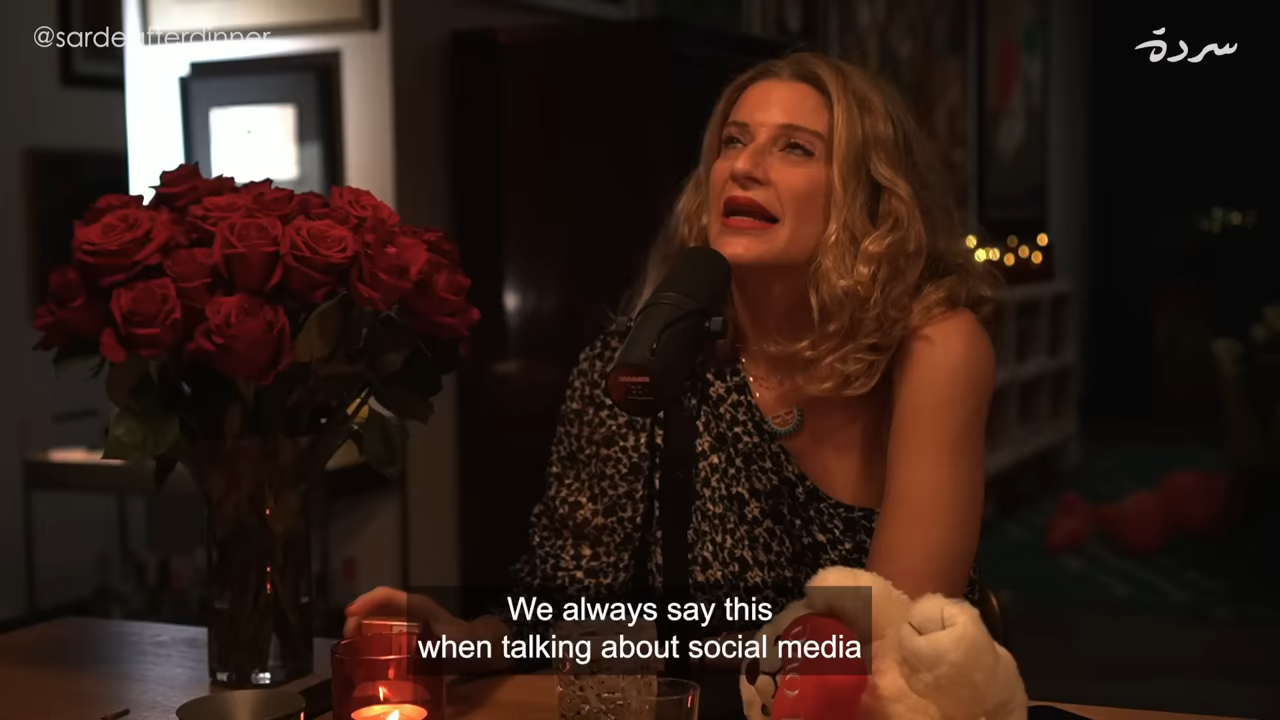 @sardeafterdinner
سردة
We always say this
when talking about social media